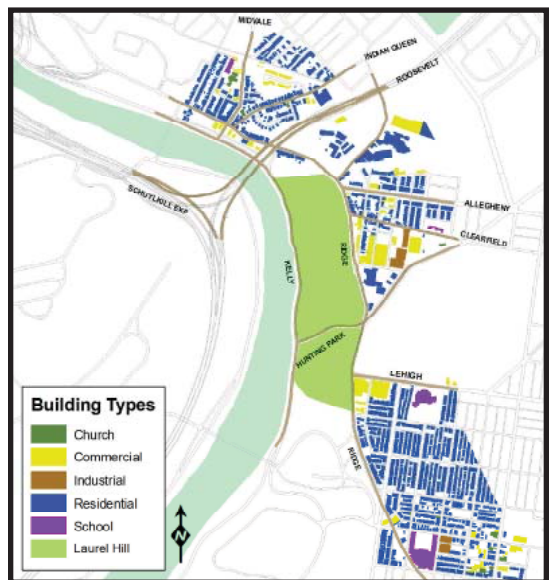 MIDVALE
INDIAN QUEEN
ROOSEVELT
SCHUYLKILL EXP
ALLEGHENY
CLEARFIELD
KELLY
RIDGE
HUNTING PARK
LEHIGH
RIDGE
Building Types
Church
Commercial
Industrial
Residential
School
Laurel Hill
N